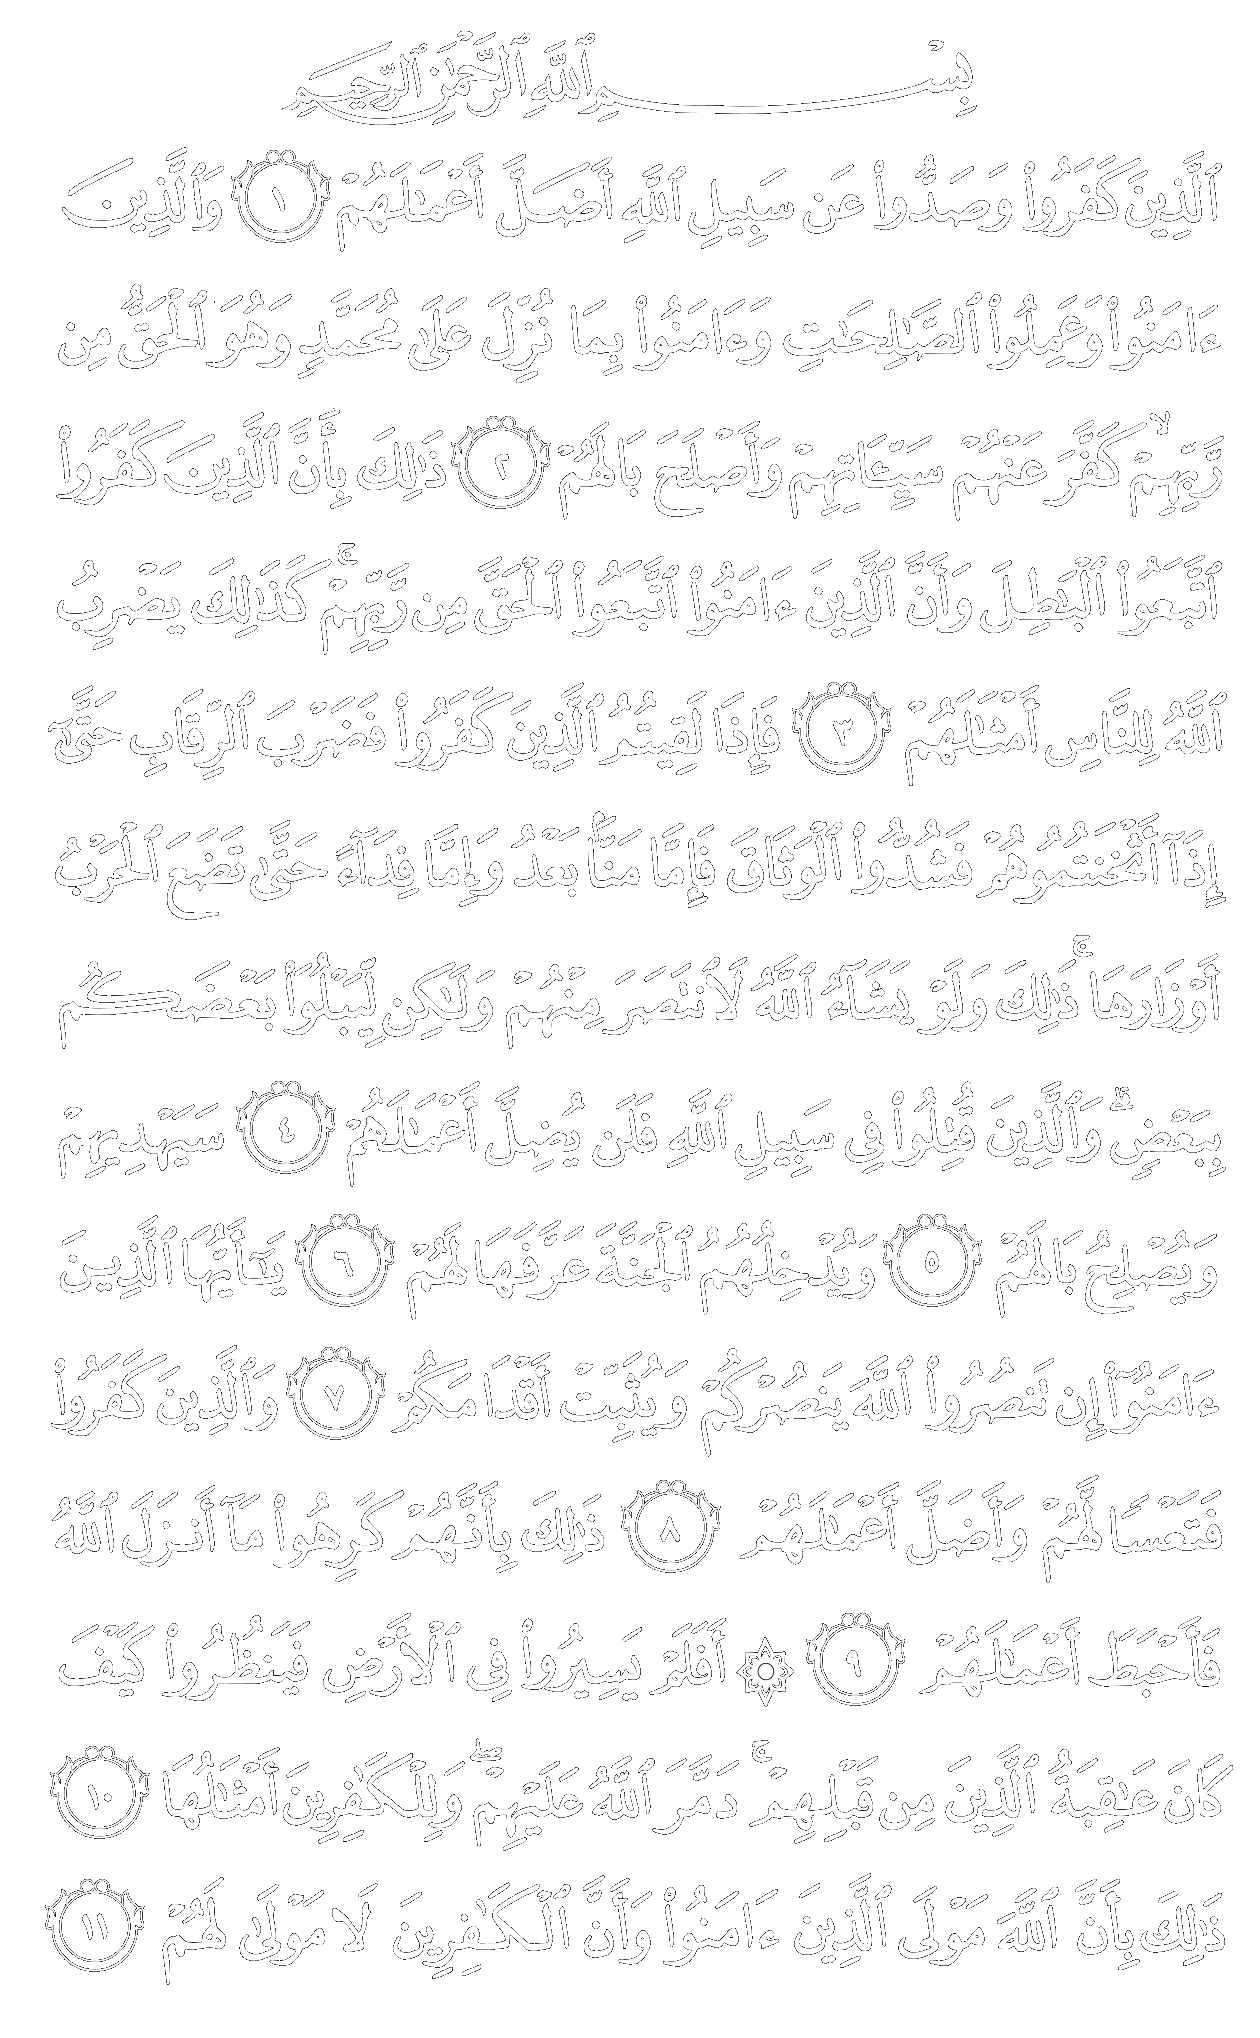 بِسْمِ ٱللَّهِ ٱلرَّحْمَٰنِ ٱلرَّحِيمِ
ٱلَّذِينَ كَفَرُوا۟ وَصَدُّوا۟ عَن سَبِيلِ ٱللَّهِ أَضَلَّ أَعْمَٰلَهُمْ ١ وَٱلَّذِينَ
ءَامَنُوا۟ وَعَمِلُوا۟ ٱلصَّٰلِحَٰتِ وَءَامَنُوا۟ بِمَا نُزِّلَ عَلَىٰ مُحَمَّدٍ وَهُوَ ٱلْحَقُّ مِن
رَّبِّهِمْ ۙ كَفَّرَ عَنْهُمْ سَيِّـَٔاتِهِمْ وَأَصْلَحَ بَالَهُمْ ٢ ذَٰلِكَ بِأَنَّ ٱلَّذِينَ كَفَرُوا۟
ٱتَّبَعُوا۟ ٱلْبَٰطِلَ وَأَنَّ ٱلَّذِينَ ءَامَنُوا۟ ٱتَّبَعُوا۟ ٱلْحَقَّ مِن رَّبِّهِمْ ۚ كَذَٰلِكَ يَضْرِبُ
ٱللَّهُ لِلنَّاسِ أَمْثَٰلَهُمْ ٣ فَإِذَا لَقِيتُمُ ٱلَّذِينَ كَفَرُوا۟ فَضَرْبَ ٱلرِّقَابِ حَتَّىٰٓ
إِذَآ أَثْخَنتُمُوهُمْ فَشُدُّوا۟ ٱلْوَثَاقَ فَإِمَّا مَنًّۢا بَعْدُ وَإِمَّا فِدَآءً حَتَّىٰ تَضَعَ ٱلْحَرْبُ
أَوْزَارَهَا ۚ ذَٰلِكَ وَلَوْ يَشَآءُ ٱللَّهُ لَٱنتَصَرَ مِنْهُمْ وَلَٰكِن لِّيَبْلُوَا۟ بَعْضَكُم
بِبَعْضٍ ۗ وَٱلَّذِينَ قُتِلُوا۟ فِى سَبِيلِ ٱللَّهِ فَلَن يُضِلَّ أَعْمَٰلَهُمْ ٤ سَيَهْدِيهِمْ
وَيُصْلِحُ بَالَهُمْ ٥ وَيُدْخِلُهُمُ ٱلْجَنَّةَ عَرَّفَهَا لَهُمْ ٦ يَٰٓأَيُّهَا ٱلَّذِينَ
ءَامَنُوٓا۟ إِن تَنصُرُوا۟ ٱللَّهَ يَنصُرْكُمْ وَيُثَبِّتْ أَقْدَامَكُمْ ٧ وَٱلَّذِينَ كَفَرُوا۟
فَتَعْسًا لَّهُمْ وَأَضَلَّ أَعْمَٰلَهُمْ ٨ ذَٰلِكَ بِأَنَّهُمْ كَرِهُوا۟ مَآ أَنزَلَ ٱللَّهُ
فَأَحْبَطَ أَعْمَٰلَهُمْ ٩ ۞ أَفَلَمْ يَسِيرُوا۟ فِى ٱلْأَرْضِ فَيَنظُرُوا۟ كَيْفَ
كَانَ عَٰقِبَةُ ٱلَّذِينَ مِن قَبْلِهِمْ ۚ دَمَّرَ ٱللَّهُ عَلَيْهِمْ ۖ وَلِلْكَٰفِرِينَ أَمْثَٰلُهَا ١٠
ذَٰلِكَ بِأَنَّ ٱللَّهَ مَوْلَى ٱلَّذِينَ ءَامَنُوا۟ وَأَنَّ ٱلْكَٰفِرِينَ لَا مَوْلَىٰ لَهُمْ ١١